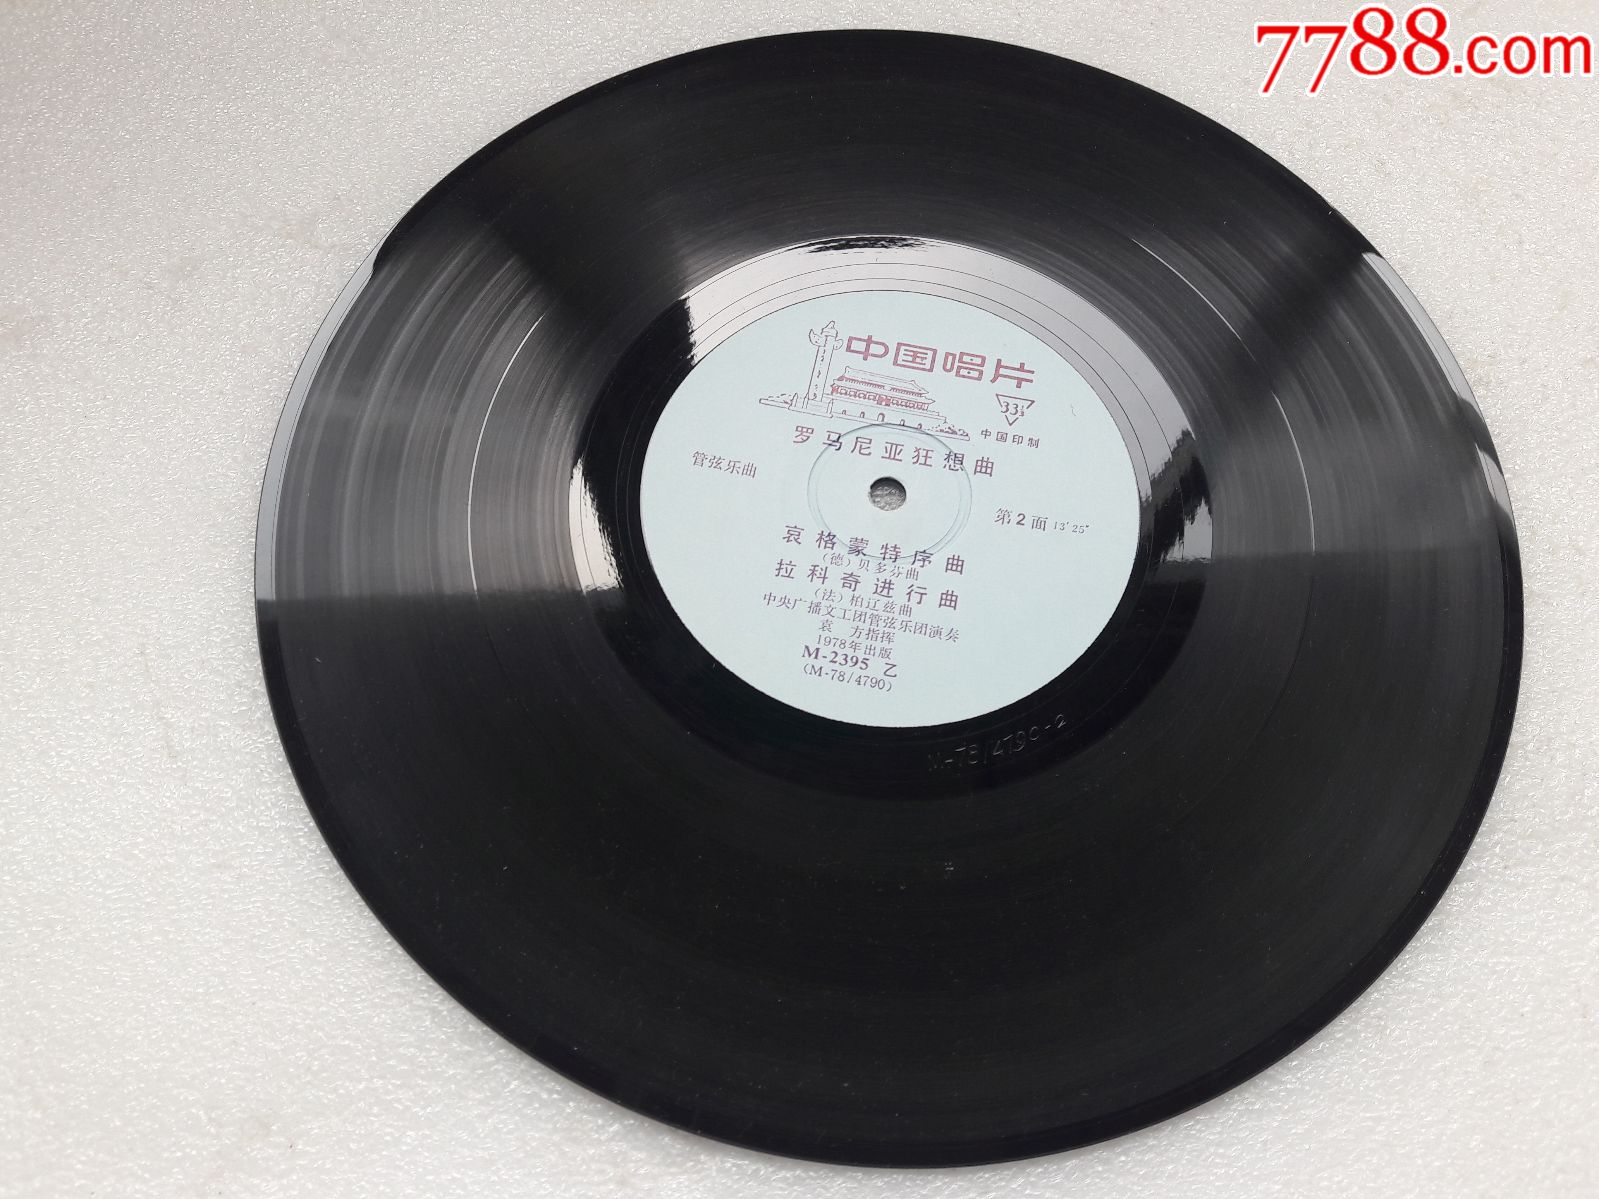 7788.com
中国唱片
33⅓
中国印制
罗马尼亚狂想曲
管弦乐曲
第2面 13′25″
哀格蒙特序曲
（德）贝多芬曲
拉科奇进行曲
（法）柏辽兹曲
中央广播文工团管弦乐团演奏
袁 方指挥
1978年出版
M-2395 乙
(M-78/4790)
M-78/4790-2